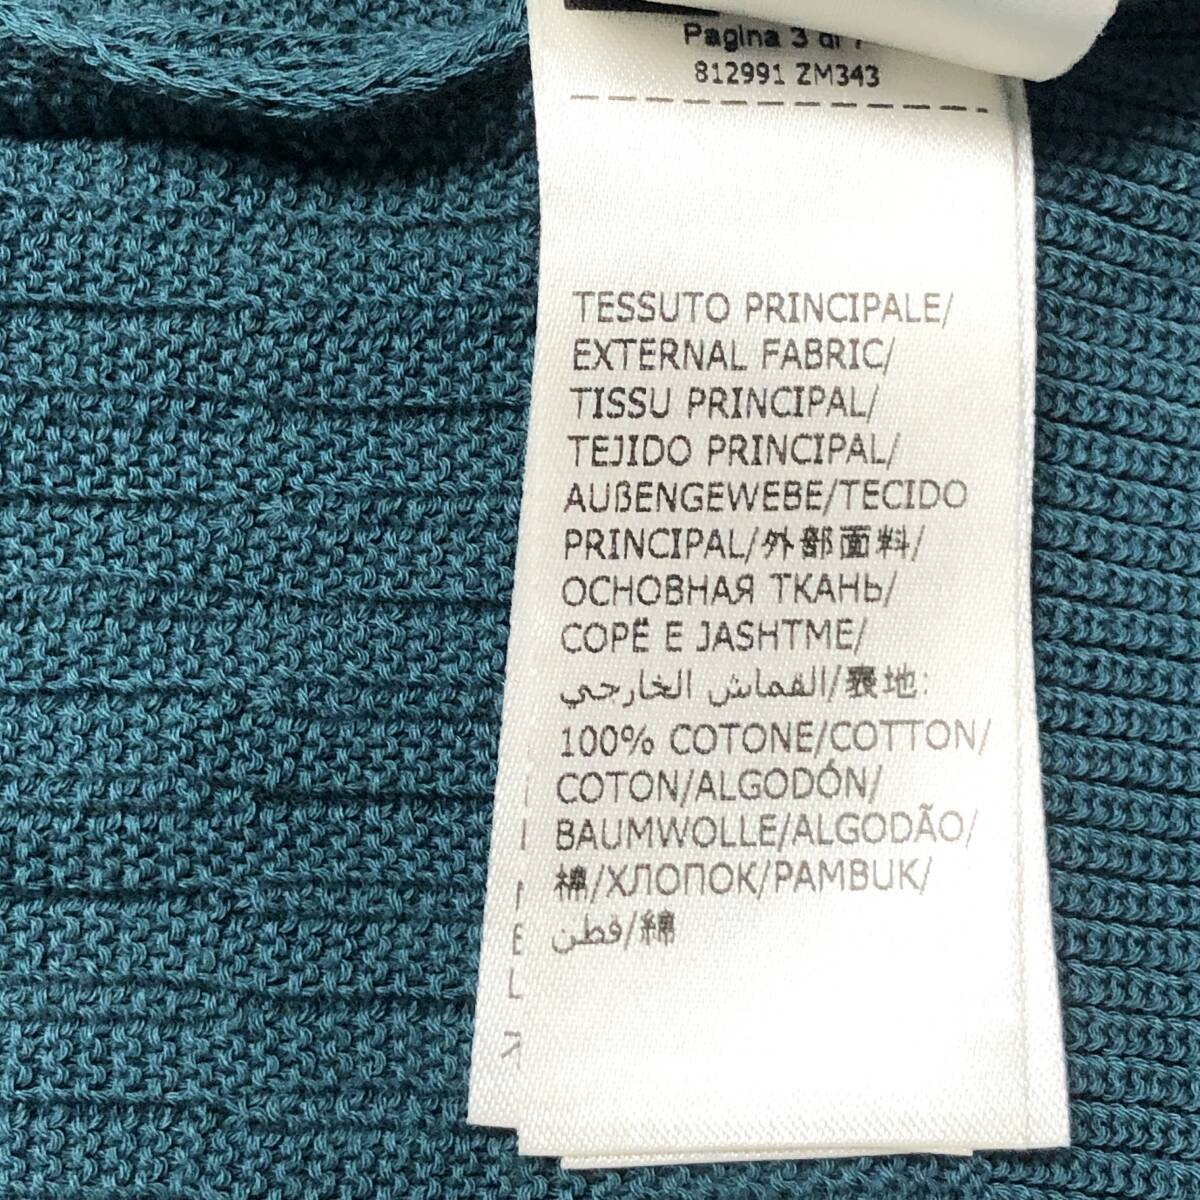 Pagina 3 di
812991 ZM343
TESSUTO PRINCIPALE/
EXTERNAL FABRIC/
TISSU PRINCIPAL/
TEJIDO PRINCIPAL/
AUßENGEWEBE/TECIDO
PRINCIPAL/外部面料/
ОСНОВНАЯ ТКАНЬ/
COPË E JASHTME/
القماش الخارجي/裏地:
100% COTONE/COTTON/
COTON/ALGODÓN/
BAUMWOLLE/ALGODÃO/
棉/ХЛОПОК/PAMBUK/
قطن/綿